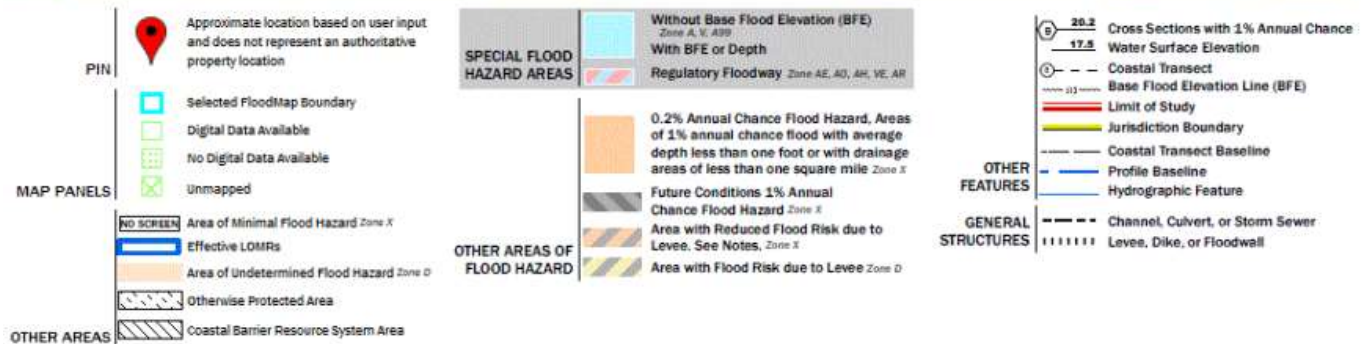 PIN
Approximate location based on user input
and does not represent an authoritative
property location
MAP PANELS
Selected FloodMap Boundary
Digital Data Available
No Digital Data Available
Unmapped
OTHER AREAS
NO SCREEN Area of Minimal Flood Hazard Zone X
Effective LOMRs
Area of Undetermined Flood Hazard Zone D
Otherwise Protected Area
Coastal Barrier Resource System Area
SPECIAL FLOOD
HAZARD AREAS
Without Base Flood Elevation (BFE)
Zone A, V, A99
With BFE or Depth
Regulatory Floodway Zone AE, AO, AH, VE, AR
OTHER AREAS OF
FLOOD HAZARD
0.2% Annual Chance Flood Hazard, Areas
of 1% annual chance flood with average
depth less than one foot or with drainage
areas of less than one square mile Zone X
Future Conditions 1% Annual
Chance Flood Hazard Zone X
Area with Reduced Flood Risk due to
Levee. See Notes. Zone X
Area with Flood Risk due to Levee Zone D
OTHER
FEATURES
20.2 Cross Sections with 1% Annual Chance
17.5 Water Surface Elevation
Coastal Transect
Base Flood Elevation Line (BFE)
Limit of Study
Jurisdiction Boundary
Coastal Transect Baseline
Profile Baseline
Hydrographic Feature
GENERAL
STRUCTURES
Channel, Culvert, or Storm Sewer
Levee, Dike, or Floodwall